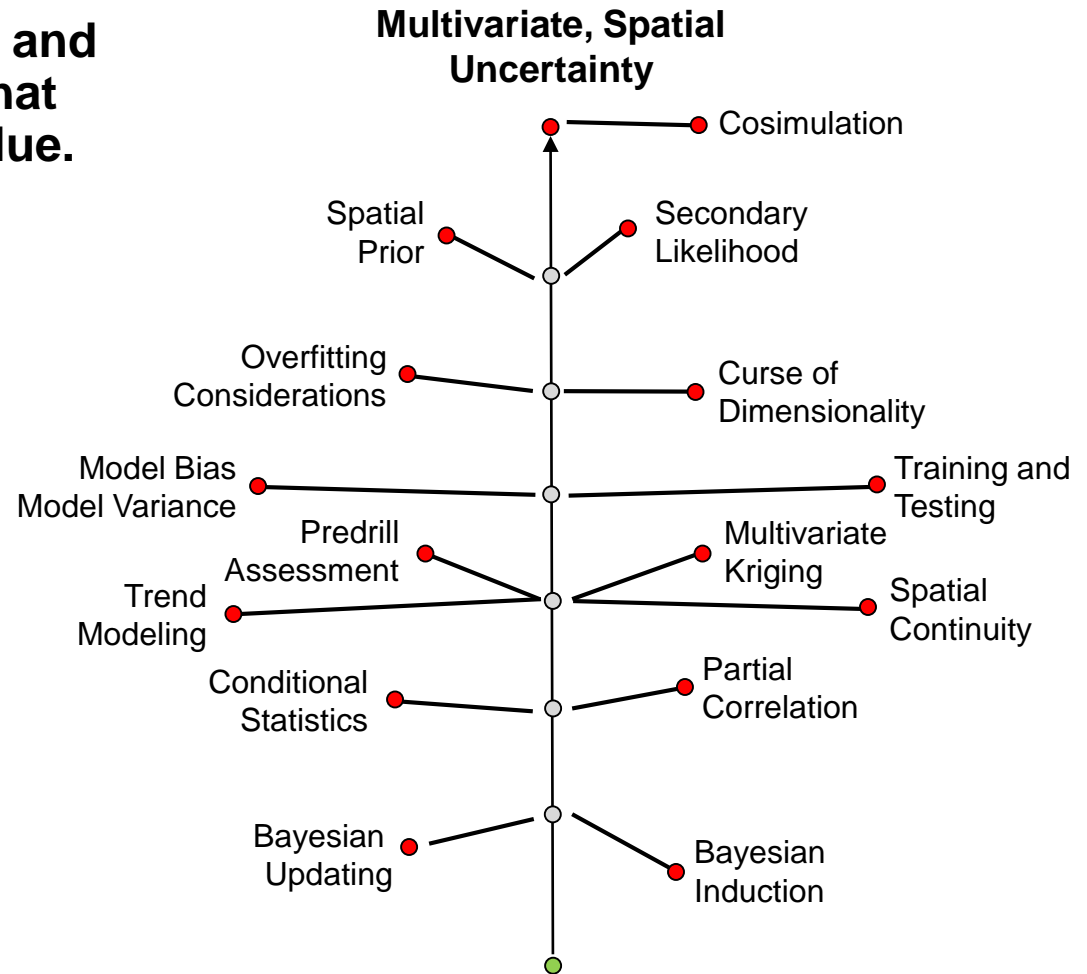 and
hat
lue.
Multivariate, Spatial
Uncertainty
Cosimulation
Spatial
Prior
Secondary
Likelihood
Overfitting
Considerations
Curse of
Dimensionality
Model Bias
Model Variance
Training and
Testing
Predrill
Assessment
Multivariate
Kriging
Trend
Modeling
Spatial
Continuity
Conditional
Statistics
Partial
Correlation
Bayesian
Updating
Bayesian
Induction